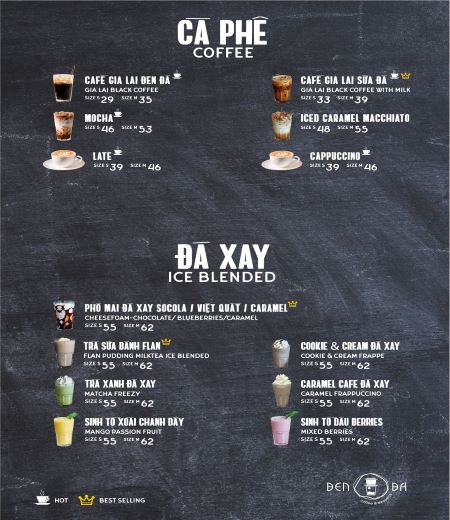 CÀ PHÊ
COFFEE
CAFE GIA LAI ĐEN ĐÁ
GIA LAI BLACK COFFEE
SIZE S 29 SIZE M 35
CAFE GIA LAI SỮA ĐÁ
GIA LAI BLACK COFFEE WITH MILK
SIZE S 33 SIZE M 39
MOCHA
SIZE S 46 SIZE M 53
ICED CARAMEL MACCHIATO
SIZE S 48 SIZE M 55
LATE
SIZE S 39 SIZE M 46
CAPPUCCINO
SIZE S 39 SIZE M 46
ĐÁ XAY
ICE BLENDED
PHÔ MAI ĐÁ XAY SOCOLA / VIỆT QUẤT / CARAMEL
CHEESEFOAM-CHOCOLATE/ BLUEBERRIES/CARAMEL
SIZE S 55 SIZE M 62
TRÀ SỮA BÁNH FLAN
FLAN PUDDING MILKTEA ICE BLENDED
SIZE S 55 SIZE M 62
COOKIE & CREAM ĐÁ XAY
COOKIE & CREAM FRAPPE
SIZE S 55 SIZE M 62
TRÀ XANH ĐÁ XAY
MATCHA FREEZY
SIZE S 55 SIZE M 62
CARAMEL CAFE ĐÁ XAY
CARAMEL FRAPPUCCINO
SIZE S 55 SIZE M 62
SINH TỐ XOÀI CHANH DÂY
MANGO PASSION FRUIT
SIZE S 55 SIZE M 62
SINH TỐ DÂU BERRIES
MIXED BERRIES
SIZE S 55 SIZE M 62
HOT
BEST SELLING
ĐEN ĐÁ